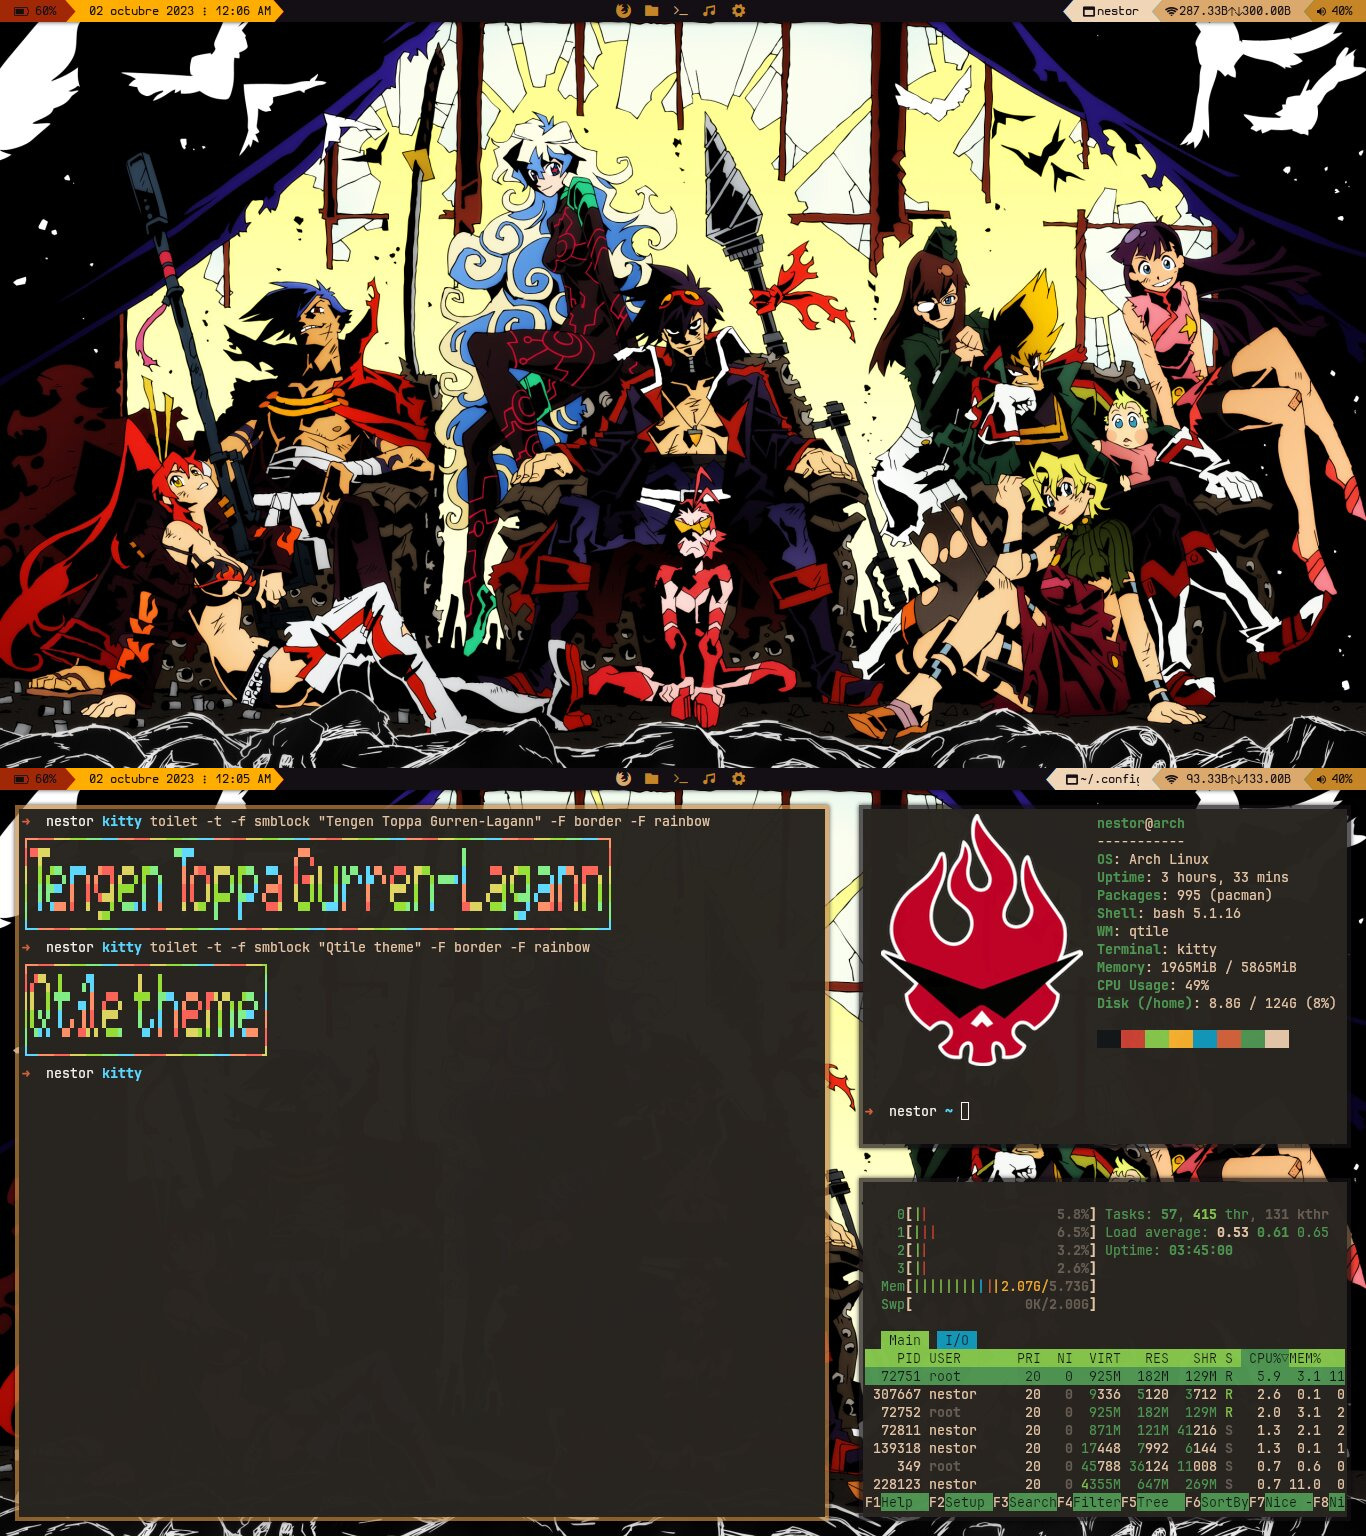 60% 02 octubre 2023 : 12:06 AM nestor 287.33B↑↓300.00B 40%
60% 02 octubre 2023 : 12:05 AM ~/.config 93.33B↑↓133.00B 40%
→ nestor kitty toilet -t -f smblock "Tengen Toppa Gurren-Lagann" -F border -F rainbow
Tengen Toppa Gurren-Lagann
→ nestor kitty toilet -t -f smblock "Qtile theme" -F border -F rainbow
Qtile theme
→ nestor kitty
nestor@arch
-----------
OS: Arch Linux
Uptime: 3 hours, 33 mins
Packages: 995 (pacman)
Shell: bash 5.1.16
WM: qtile
Terminal: kitty
Memory: 1965MiB / 5865MiB
CPU Usage: 49%
Disk (/home): 8.8G / 124G (8%)
→ nestor ~
0[|| 5.8%] Tasks: 57, 415 thr, 131 kthr
1[||| 6.5%] Load average: 0.53 0.61 0.65
2[|| 3.2%] Uptime: 03:45:00
3[|| 2.6%]
Mem[|||||||||||2.07G/5.73G]
Swp[ 0K/2.00G]
Main I/O
PID USER PRI NI VIRT RES SHR S CPU%▽MEM%
72751 root 20 0 925M 182M 129M R 5.9 3.1 11
307667 nestor 20 0 9336 5120 3712 R 2.6 0.1 0
72752 root 20 0 925M 182M 129M R 2.0 3.1 2
72811 nestor 20 0 871M 121M 41216 S 1.3 2.1 2
139318 nestor 20 0 17448 7992 6144 S 1.3 0.1 1
349 root 20 0 45788 36124 11008 S 0.7 0.6 0
228123 nestor 20 0 4355M 647M 269M S 0.7 11.0 0
F1Help F2Setup F3SearchF4FilterF5Tree F6SortByF7Nice -F8Ni